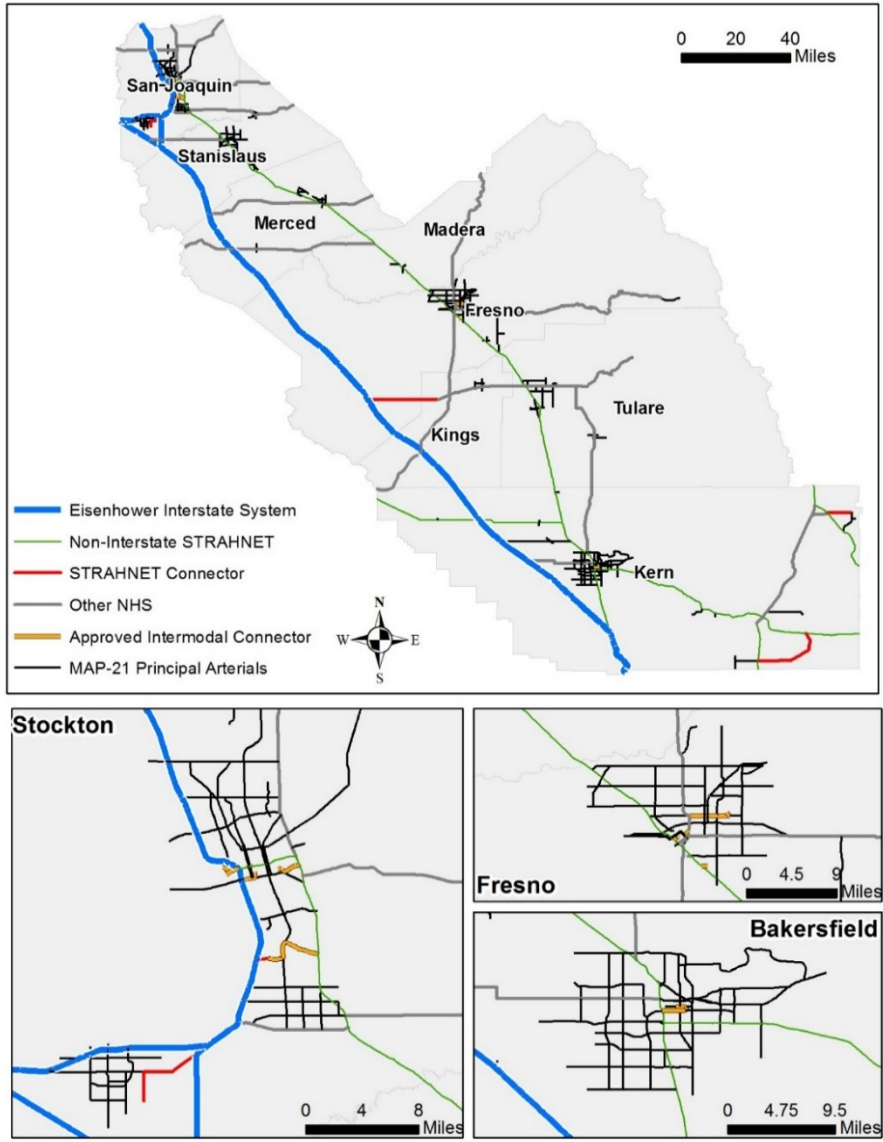 0 20 40
Miles
San Joaquin
Stanislaus
Merced
Madera
Fresno
Tulare
Kings
Kern
Eisenhower Interstate System
Non-Interstate STRAHNET
STRAHNET Connector
Other NHS
Approved Intermodal Connector
MAP-21 Principal Arterials
N
W E
S
Stockton
0 4 8
Miles
Fresno
0 4.5 9
Miles
Bakersfield
0 4.75 9.5
Miles